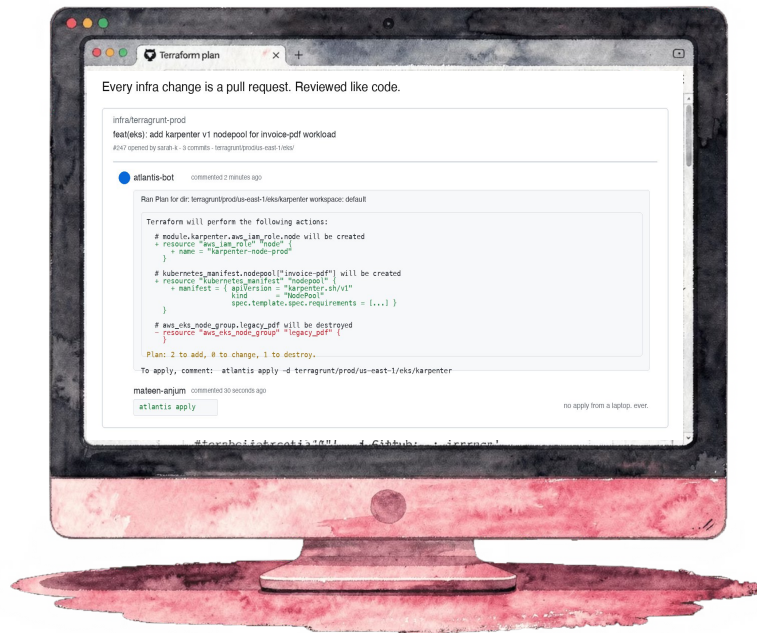 Terraform plan
Every infra change is a pull request. Reviewed like code.
infra/terragrunt-prod
feat(eks): add karpenter v1 nodepool for invoice-pdf workload
#247 opened by sarah-k - 3 commits - terragrunt/prod/us-east-1/eks/
atlantis-bot commented 2 minutes ago
Ran Plan for dir: terragrunt/prod/us-east-1/eks/karpenter workspace: default
Terraform will perform the following actions:
# module.karpenter.aws_iam_role.node will be created
+ resource "aws_iam_role" "node" {
+ name = "karpenter-node-prod"
}
# kubernetes_manifest.nodepool["invoice-pdf"] will be created
+ resource "kubernetes_manifest" "nodepool" {
+ manifest = { apiVersion = "karpenter.sh/v1"
kind = "NodePool"
spec.template.spec.requirements = [...] }
}
# aws_eks_node_group.legacy_pdf will be destroyed
- resource "aws_eks_node_group" "legacy_pdf" {
}
Plan: 2 to add, 0 to change, 1 to destroy.
To apply, comment: atlantis apply -d terragrunt/prod/us-east-1/eks/karpenter
mateen-anjum commented 30 seconds ago
atlantis apply
no apply from a laptop. ever.